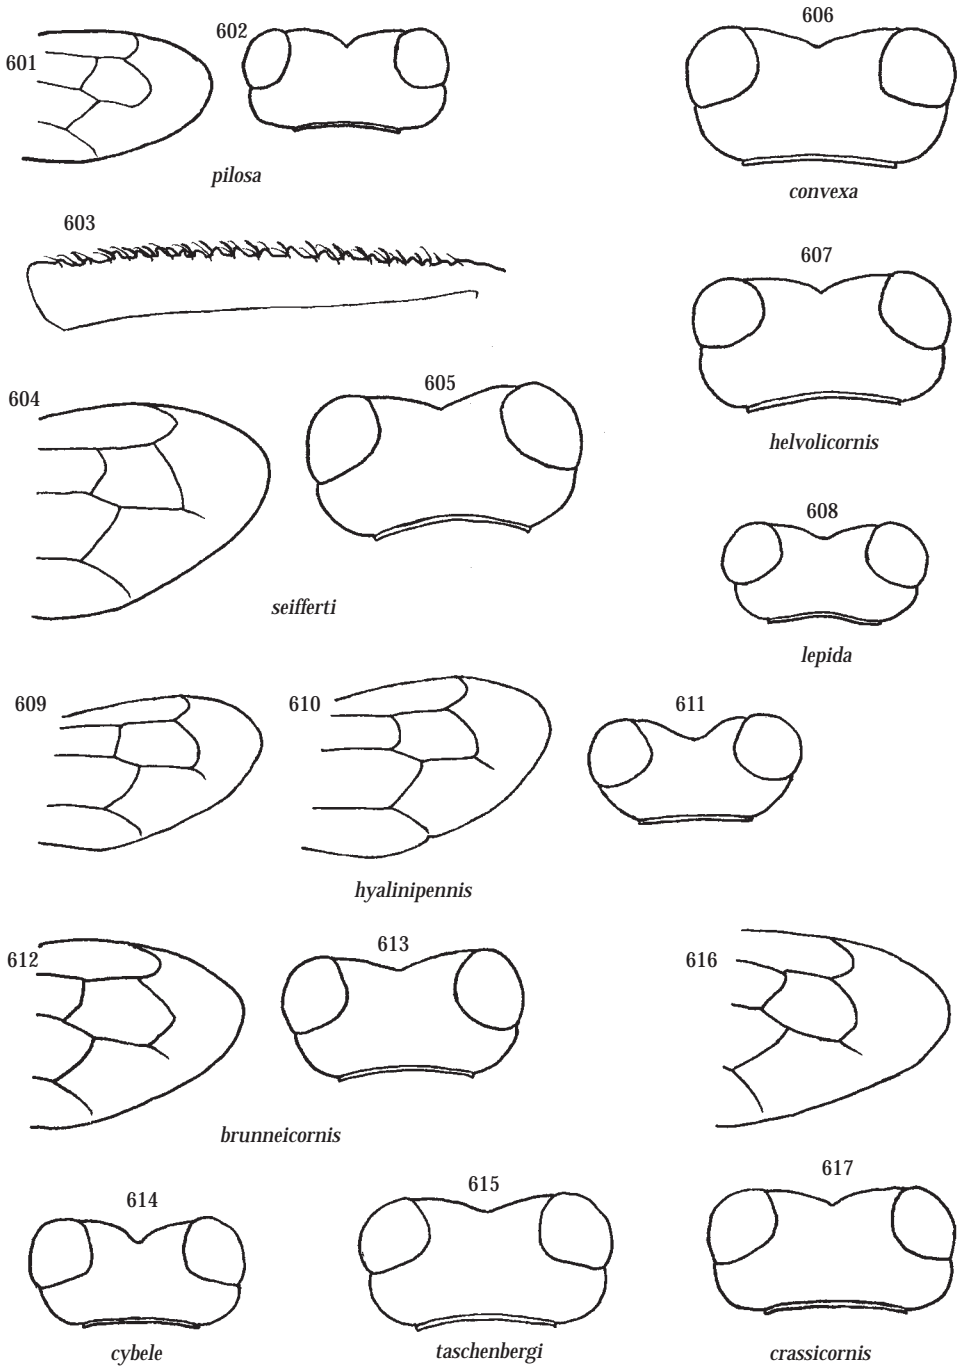 601
602
pilosa
603
604
605
seifferti
606
convexa
607
helvolicornis
608
lepida
609
610
611
hyalinipennis
612
613
brunneicornis
616
614
cybele
615
taschenbergi
617
crassicornis